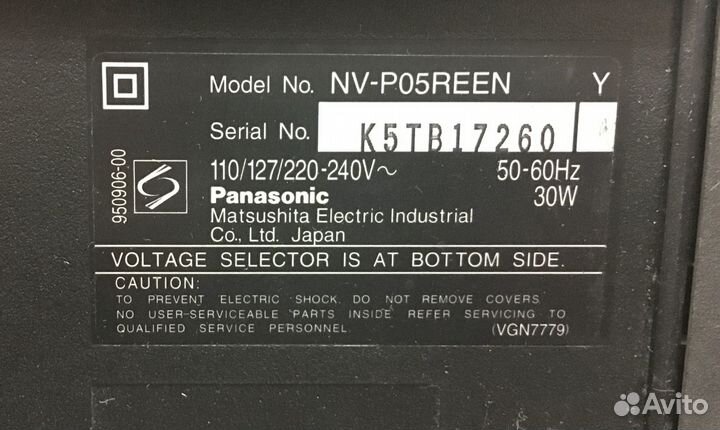 Model No. NV-P05REEN Y
Serial No. K5TB17260
110/127/220-240V~ 50-60Hz
Panasonic 30W
Matsushita Electric Industrial
Co., Ltd. Japan
950906-00
VOLTAGE SELECTOR IS AT BOTTOM SIDE.
CAUTION:
TO PREVENT ELECTRIC SHOCK. DO NOT REMOVE COVERS
NO USER-SERVICEABLE PARTS INSIDE REFER SERVICING TO
QUALIFIED SERVICE PERSONNEL. (VGN7779)
Avito